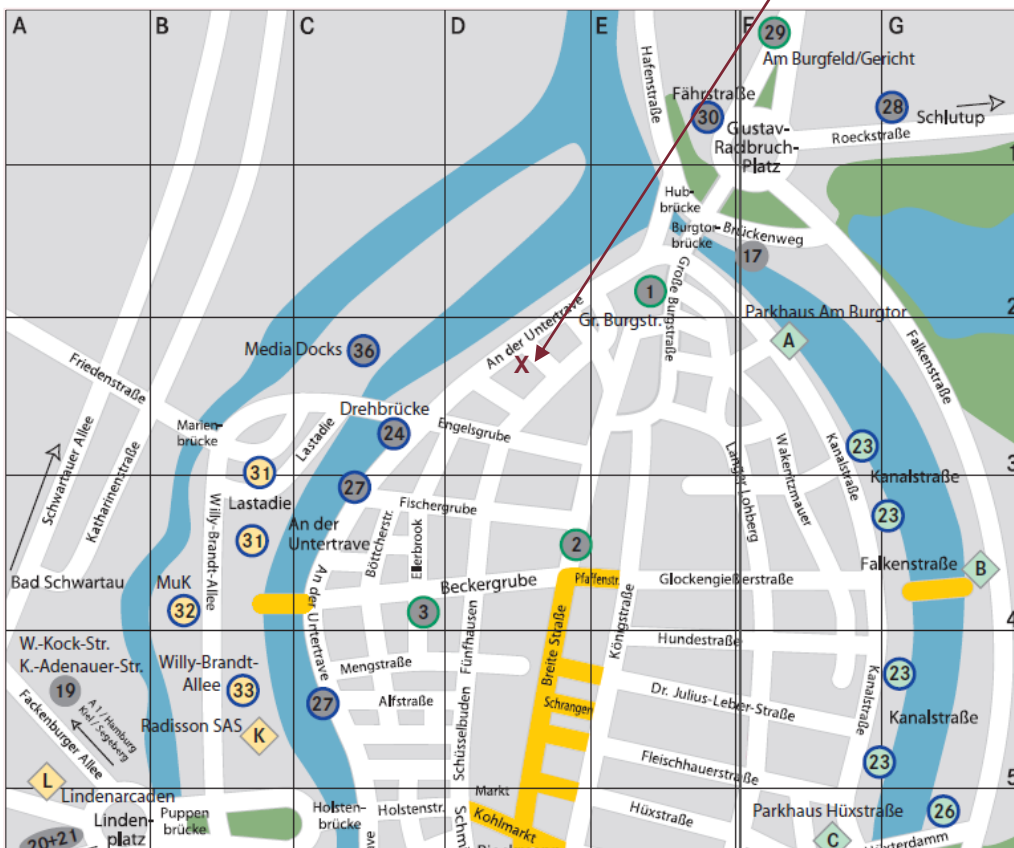 A
B
C
D
E
F
G
29
Am Burgfeld/Gericht
Hafenstraße
Fährstraße
30
28
Schlutup
Gustav-
Radbruch-
Platz
Roeckstraße
1
Hub-
brücke
Burgtor-
brücke
Brückenweg
17
1
Große Burgstraße
2
Parkhaus Am Burgtor
Gr. Burgstr.
An der Untertrave
A
X
Media Docks
36
Friedenstraße
Falkenstraße
Drehbrücke
24
Engelsgrube
Marien-
brücke
Lastadie
Schwartauer Allee
Katharinenstraße
Langer Lohberg
Wakenitzmauer
Kanalstraße
23
3
31
Kanalstraße
27
Lastadie
Fischergrube
23
Willy-Brandt-Allee
31
An der
Untertrave
Böttcherstr.
Ellerbrook
2
Falkenstraße
B
Bad Schwartau
MuK
Beckergrube
Pfaffenstr.
Glockengießerstraße
32
An der Untertrave
3
Fünfhausen
Breite Straße
Königstraße
4
W.-Kock-Str.
K.-Adenauer-Str.
Willy-Brandt-
Allee
Mengstraße
Hundestraße
19
A 1 / Hamburg
Kiel / Segeberg
33
27
Alfstraße
Schrangen
Dr. Julius-Leber-Straße
Kanalstraße
23
Kanalstraße
Fackenburger Allee
Radisson SAS
K
Schüsselbuden
Fleischhauerstraße
23
5
L
Lindenarcaden
Linden-
platz
Puppen
brücke
Holsten-
brücke
Holstenstr.
Markt
Kohlmarkt
Hüxstraße
Parkhaus Hüxstraße
26
20+21
C
Hüxterdamm